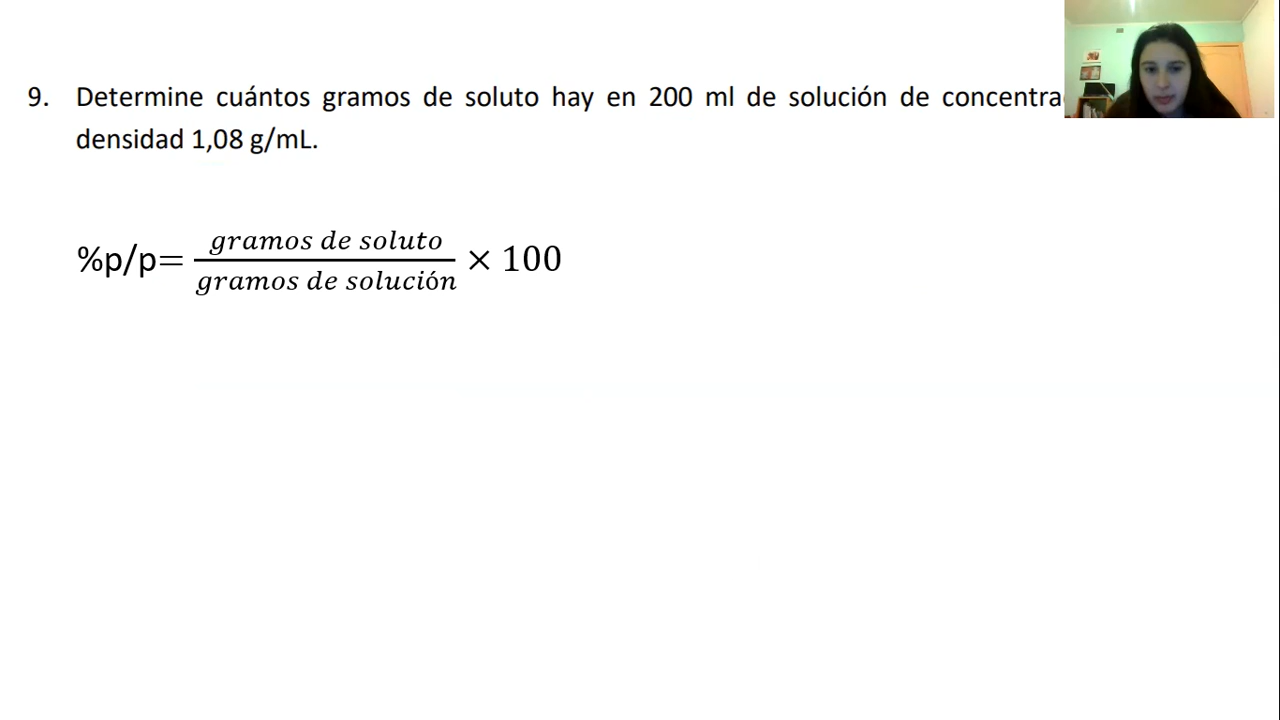 9. Determine cuántos gramos de soluto hay en 200 ml de solución de
densidad 1,08 g/mL.
%p/p= gramos de soluto / gramos de solución × 100